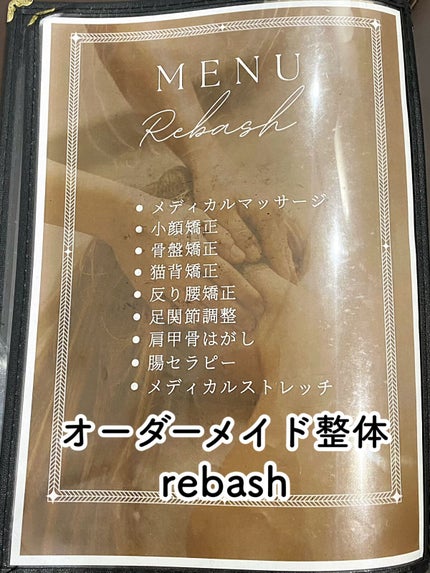 MENU
Rebash
• メディカルマッサージ
• 小顔矯正
• 骨盤矯正
• 猫背矯正
• 反り腰矯正
• 足関節調整
• 肩甲骨はがし
• 腸セラピー
• メディカルストレッチ
オーダーメイド整体
rebash